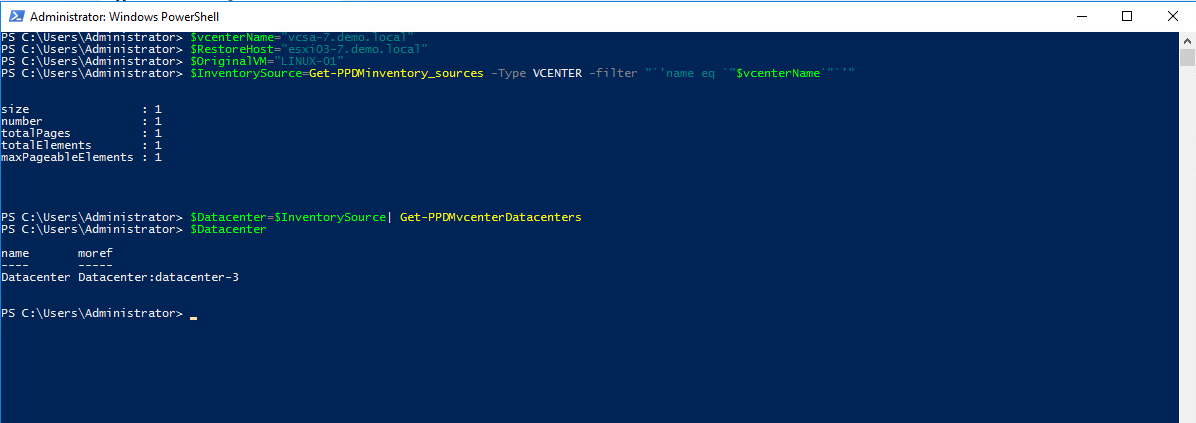 Administrator: Windows PowerShell
PS C:\Users\Administrator> $vcenterName="vcsa-7.demo.local"
PS C:\Users\Administrator> $RestoreHost="esxi03-7.demo.local"
PS C:\Users\Administrator> $OriginalVM="LINUX-01"
PS C:\Users\Administrator> $InventorySource=Get-PPDMinventory_sources -Type VCENTER -filter "`'name eq `"$vcenterName`"`'"
size                : 1
number              : 1
totalPages          : 1
totalElements       : 1
maxPageableElements : 1
PS C:\Users\Administrator> $Datacenter=$InventorySource| Get-PPDMvcenterDatacenters
PS C:\Users\Administrator> $Datacenter
name       moref
----       -----
Datacenter Datacenter:datacenter-3
PS C:\Users\Administrator>